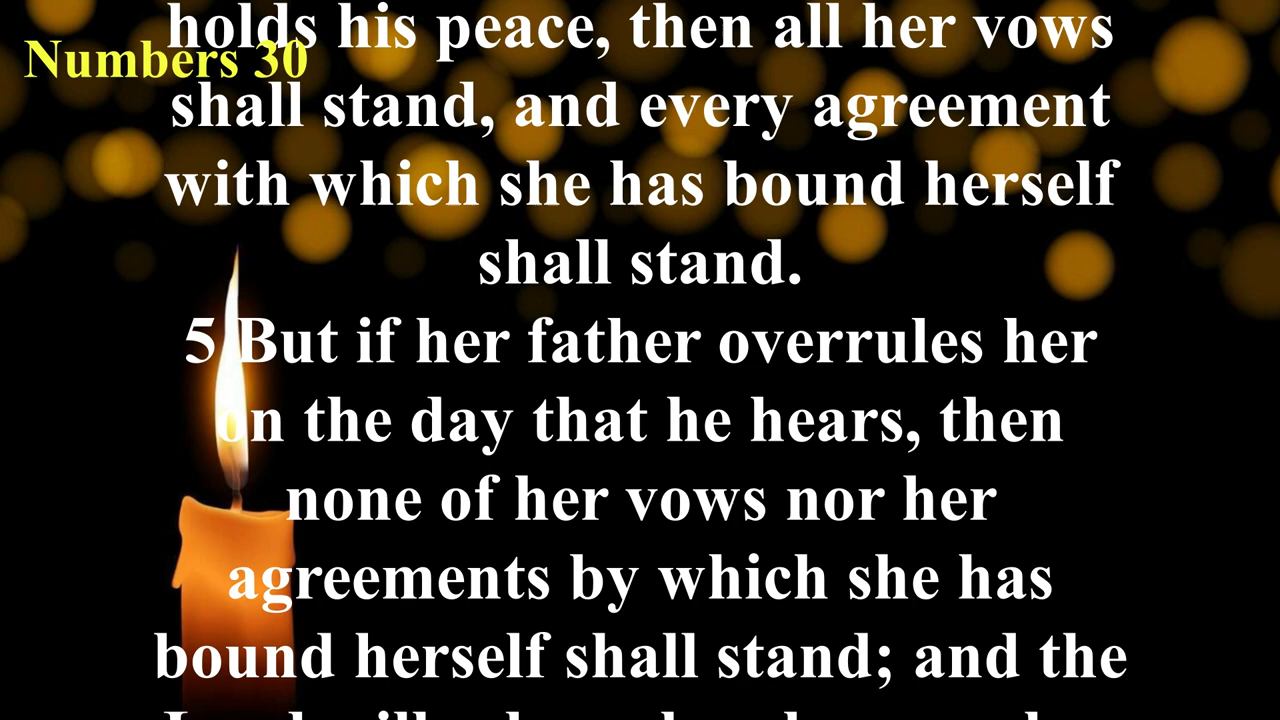 holds his peace, then all her vows
Numbers 30
shall stand, and every agreement
with which she has bound herself
shall stand.
5 But if her father overrules her
on the day that he hears, then
none of her vows nor her
agreements by which she has
bound herself shall stand; and the